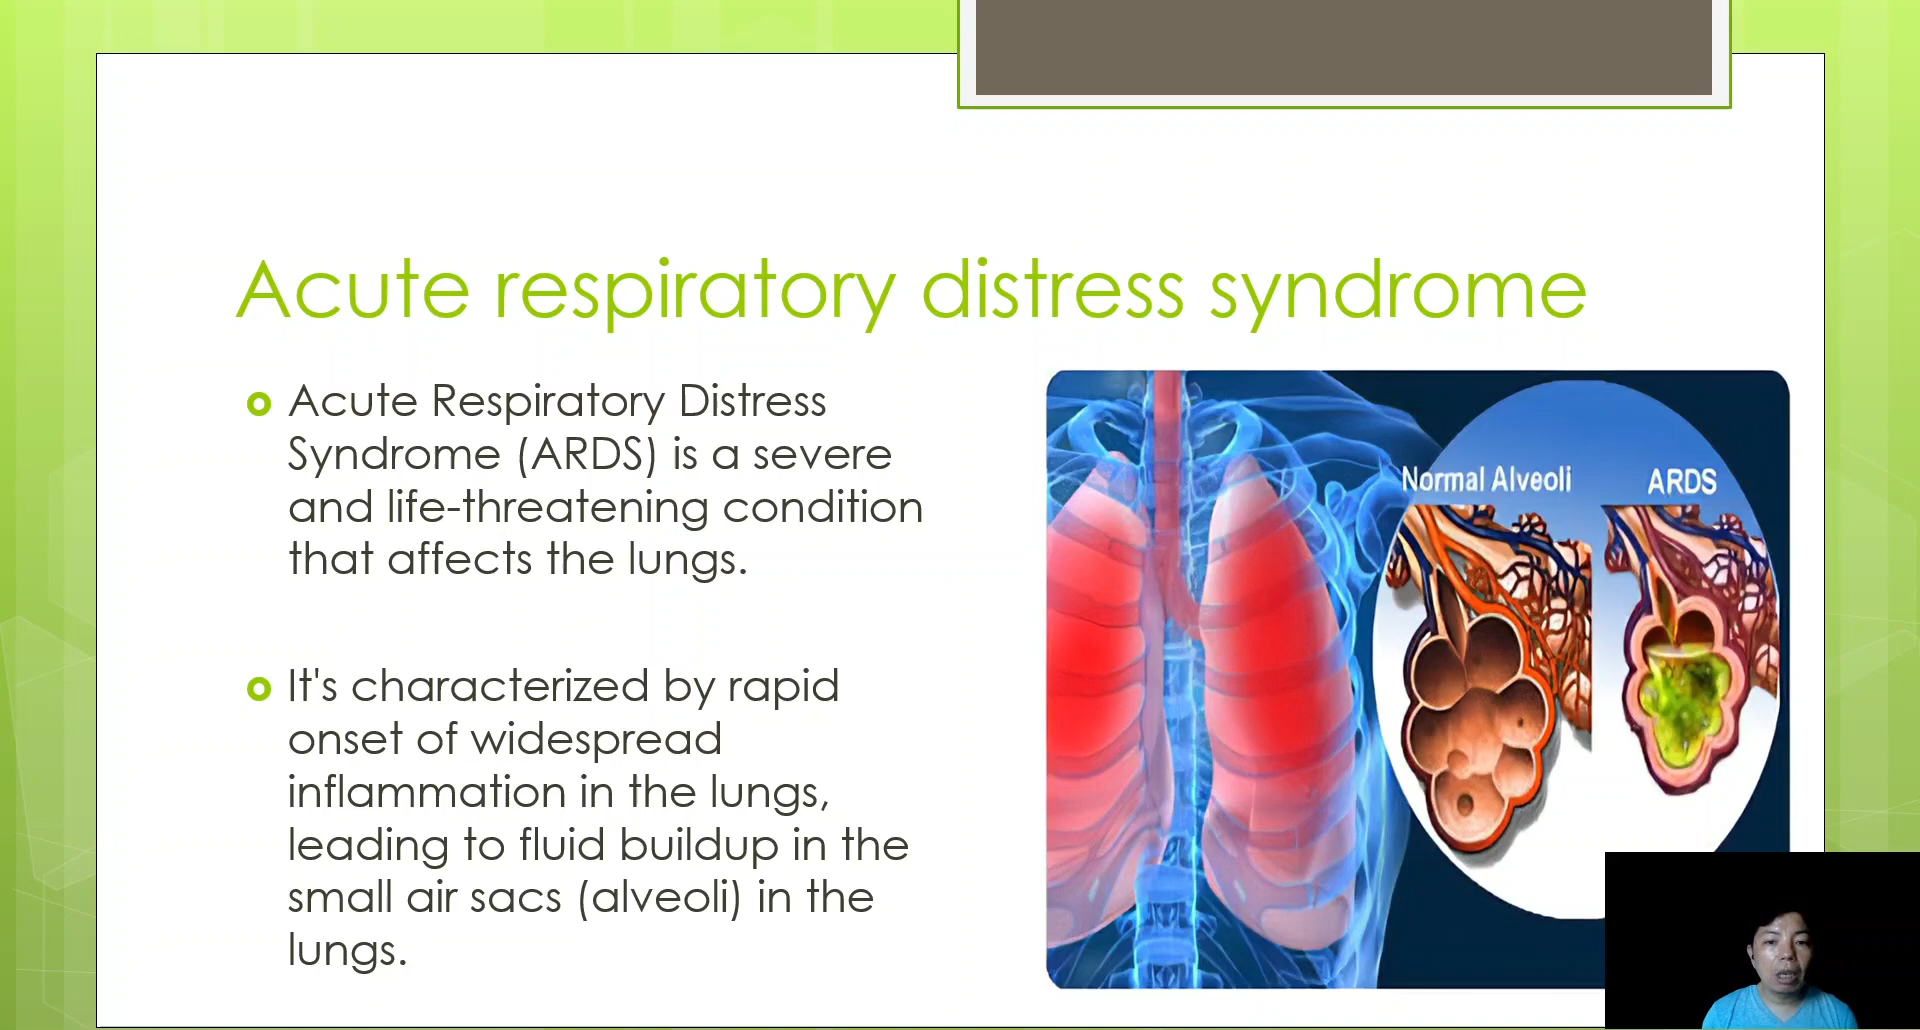 Acute respiratory distress syndrome
Acute Respiratory Distress
Syndrome (ARDS) is a severe
and life-threatening condition
that affects the lungs.
It's characterized by rapid
onset of widespread
inflammation in the lungs,
leading to fluid buildup in the
small air sacs (alveoli) in the
lungs.
Normal Alveoli
ARDS